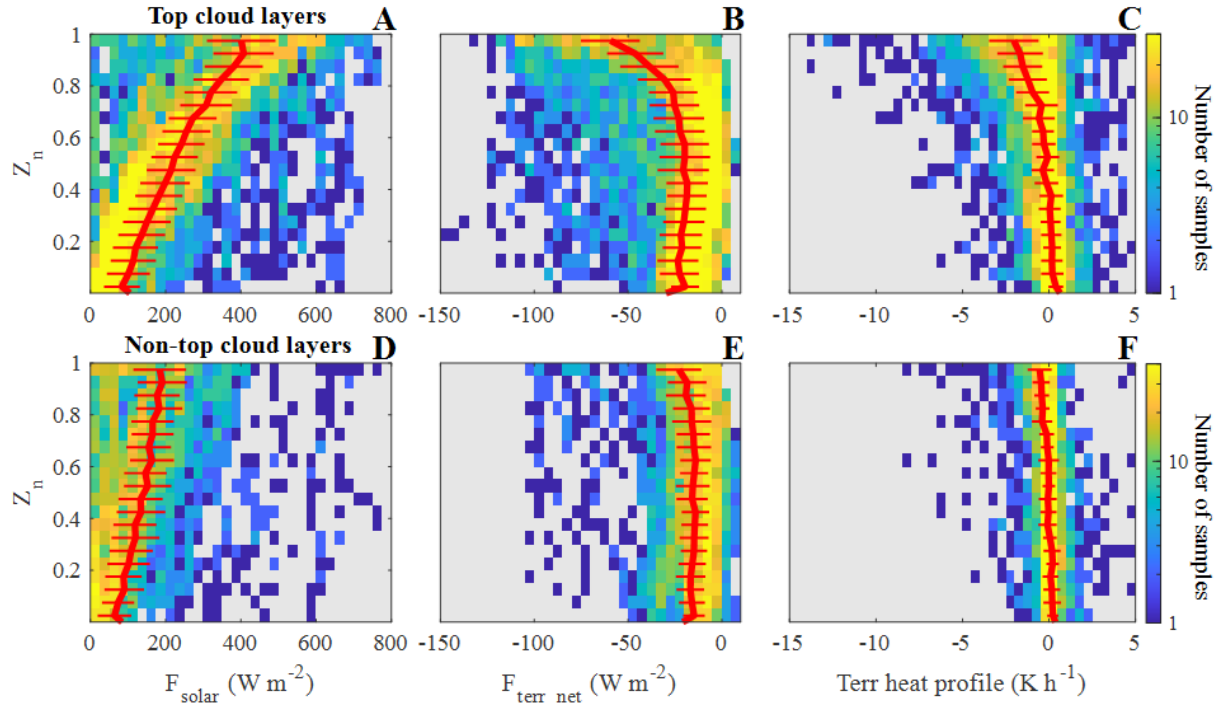 Top cloud layers A B C
1
0.8
0.6
0.4
0.2
Z_n
0 200 400 600 800
-150 -100 -50 0
-15 -10 -5 0 5
10
1
Number of samples
Non-top cloud layers D E F
1
0.8
0.6
0.4
0.2
Z_n
0 200 400 600 800
-150 -100 -50 0
-15 -10 -5 0 5
10
1
Number of samples
F_solar (W m^-2) F_terr_net (W m^-2) Terr heat profile (K h^-1)